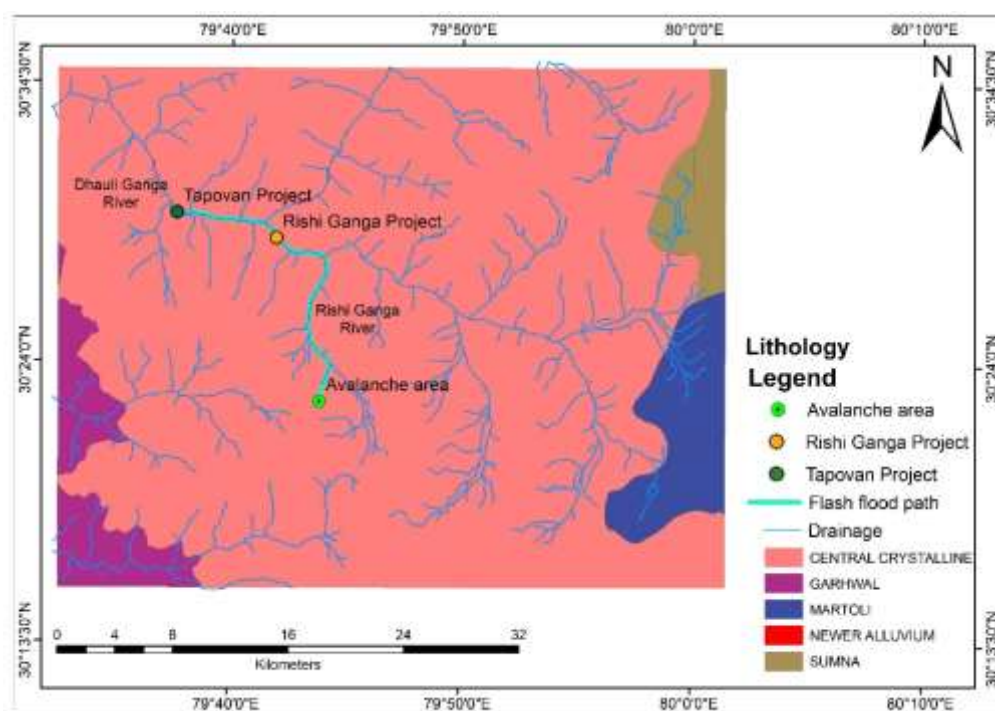 79°40'0"E 79°50'0"E 80°0'0"E 80°10'0"E
30°34'30"N
30°34'30"N
N
Dhauli Ganga
River
Tapovan Project
Rishi Ganga Project
Rishi Ganga
River
30°24'0"N
30°24'0"N
Avalanche area
Lithology
Legend
Avalanche area
Rishi Ganga Project
Tapovan Project
Flash flood path
Drainage
CENTRAL CRYSTALLINE
GARHWAL
MARTOLI
NEWER ALLUVIUM
SUMNA
30°13'30"N
30°13'30"N
0 4 8 16 24 32
Kilometers
79°40'0"E 79°50'0"E 80°0'0"E 80°10'0"E